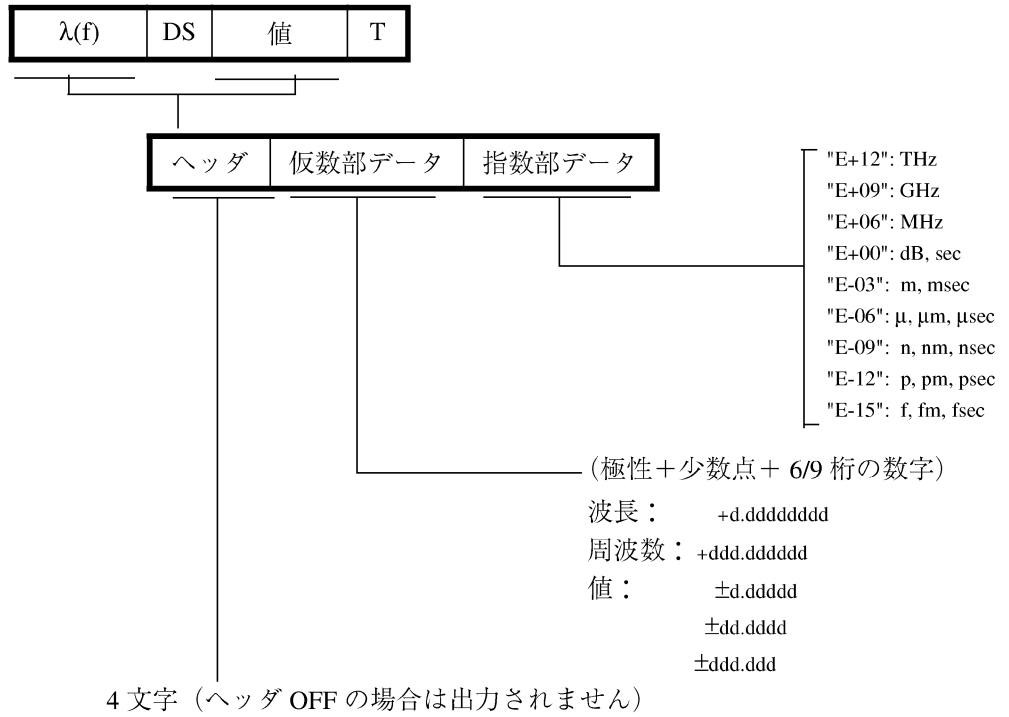 λ(f) DS 値 T
ヘッダ 仮数部データ 指数部データ
"E+12": THz
"E+09": GHz
"E+06": MHz
"E+00": dB, sec
"E-03": m, msec
"E-06": μ, μm, μsec
"E-09": n, nm, nsec
"E-12": p, pm, psec
"E-15": f, fm, fsec
（極性＋少数点＋ 6/9 桁の数字）
波長： +d.dddddddd
周波数： +ddd.dddddd
値： ±d.ddddd
±dd.dddd
±ddd.ddd
4 文字（ヘッダ OFF の場合は出力されません）